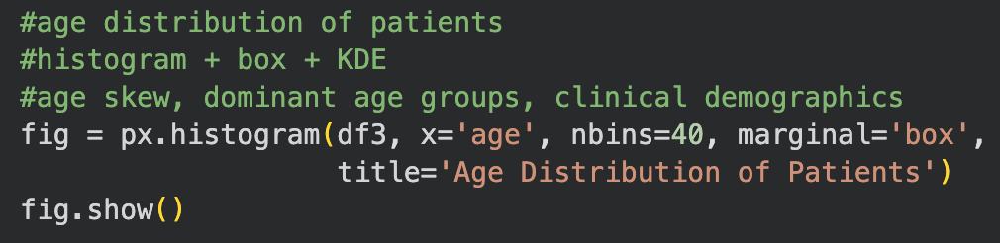 #age distribution of patients
#histogram + box + KDE
#age skew, dominant age groups, clinical demographics
fig = px.histogram(df3, x='age', nbins=40, marginal='box',
                   title='Age Distribution of Patients')
fig.show()